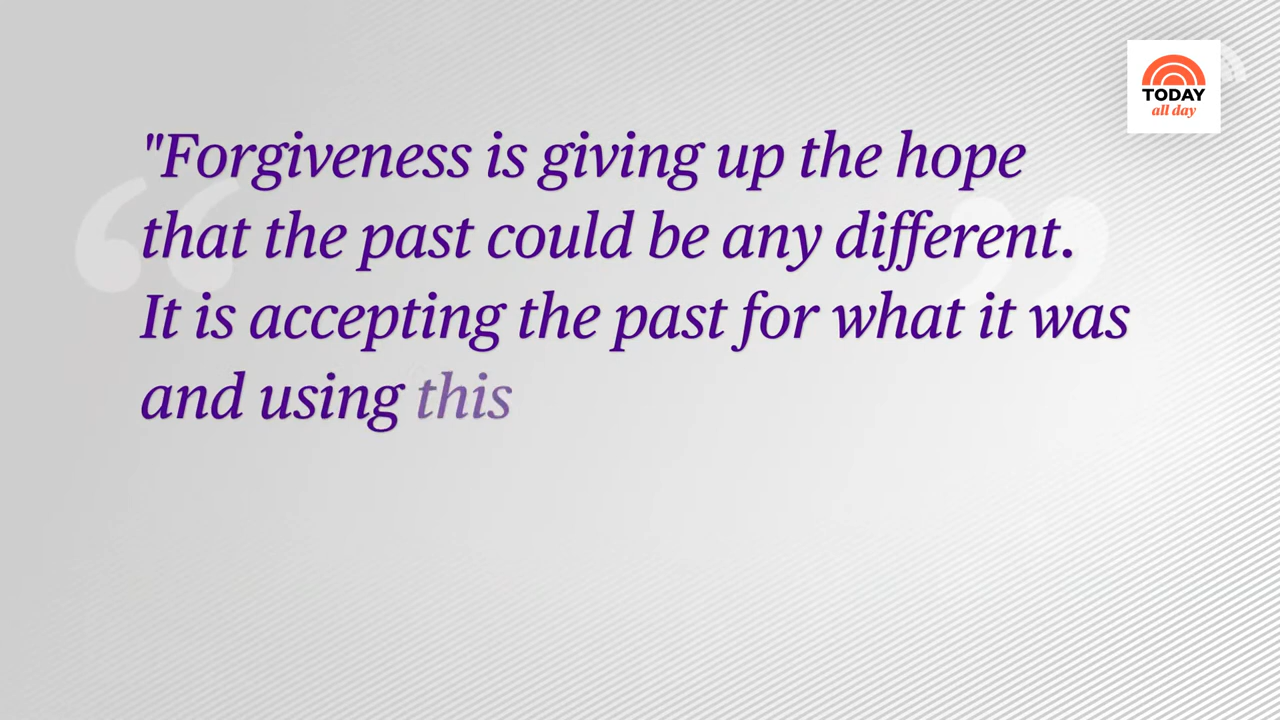 TODAY
all day
"Forgiveness is giving up the hope
that the past could be any different.
It is accepting the past for what it was
and using this